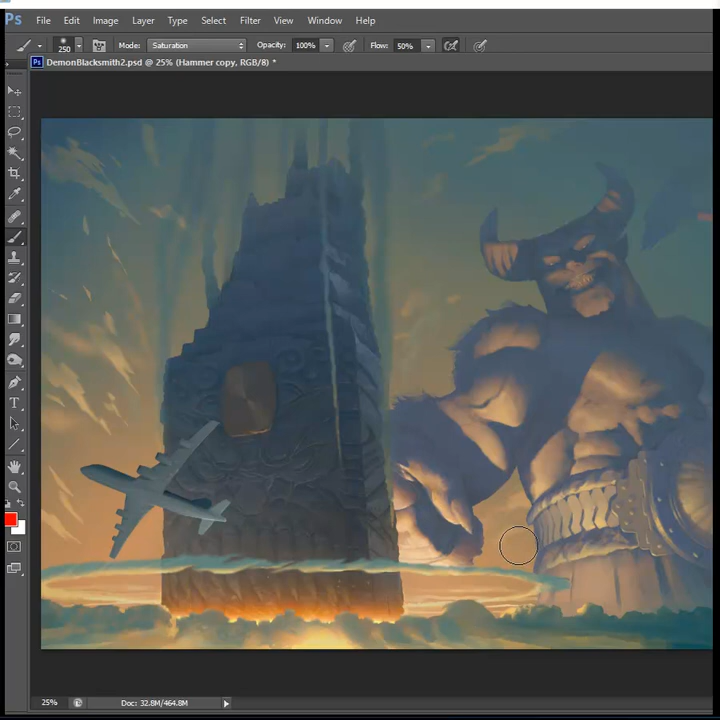 Ps File Edit Image Layer Type Select Filter View Window Help
250 Mode: Saturation Opacity: 100% Flow: 50%
Ps DemonBlacksmith2.psd @ 25% (Hammer copy, RGB/8) *
T
25% Doc: 32.8M/464.8M